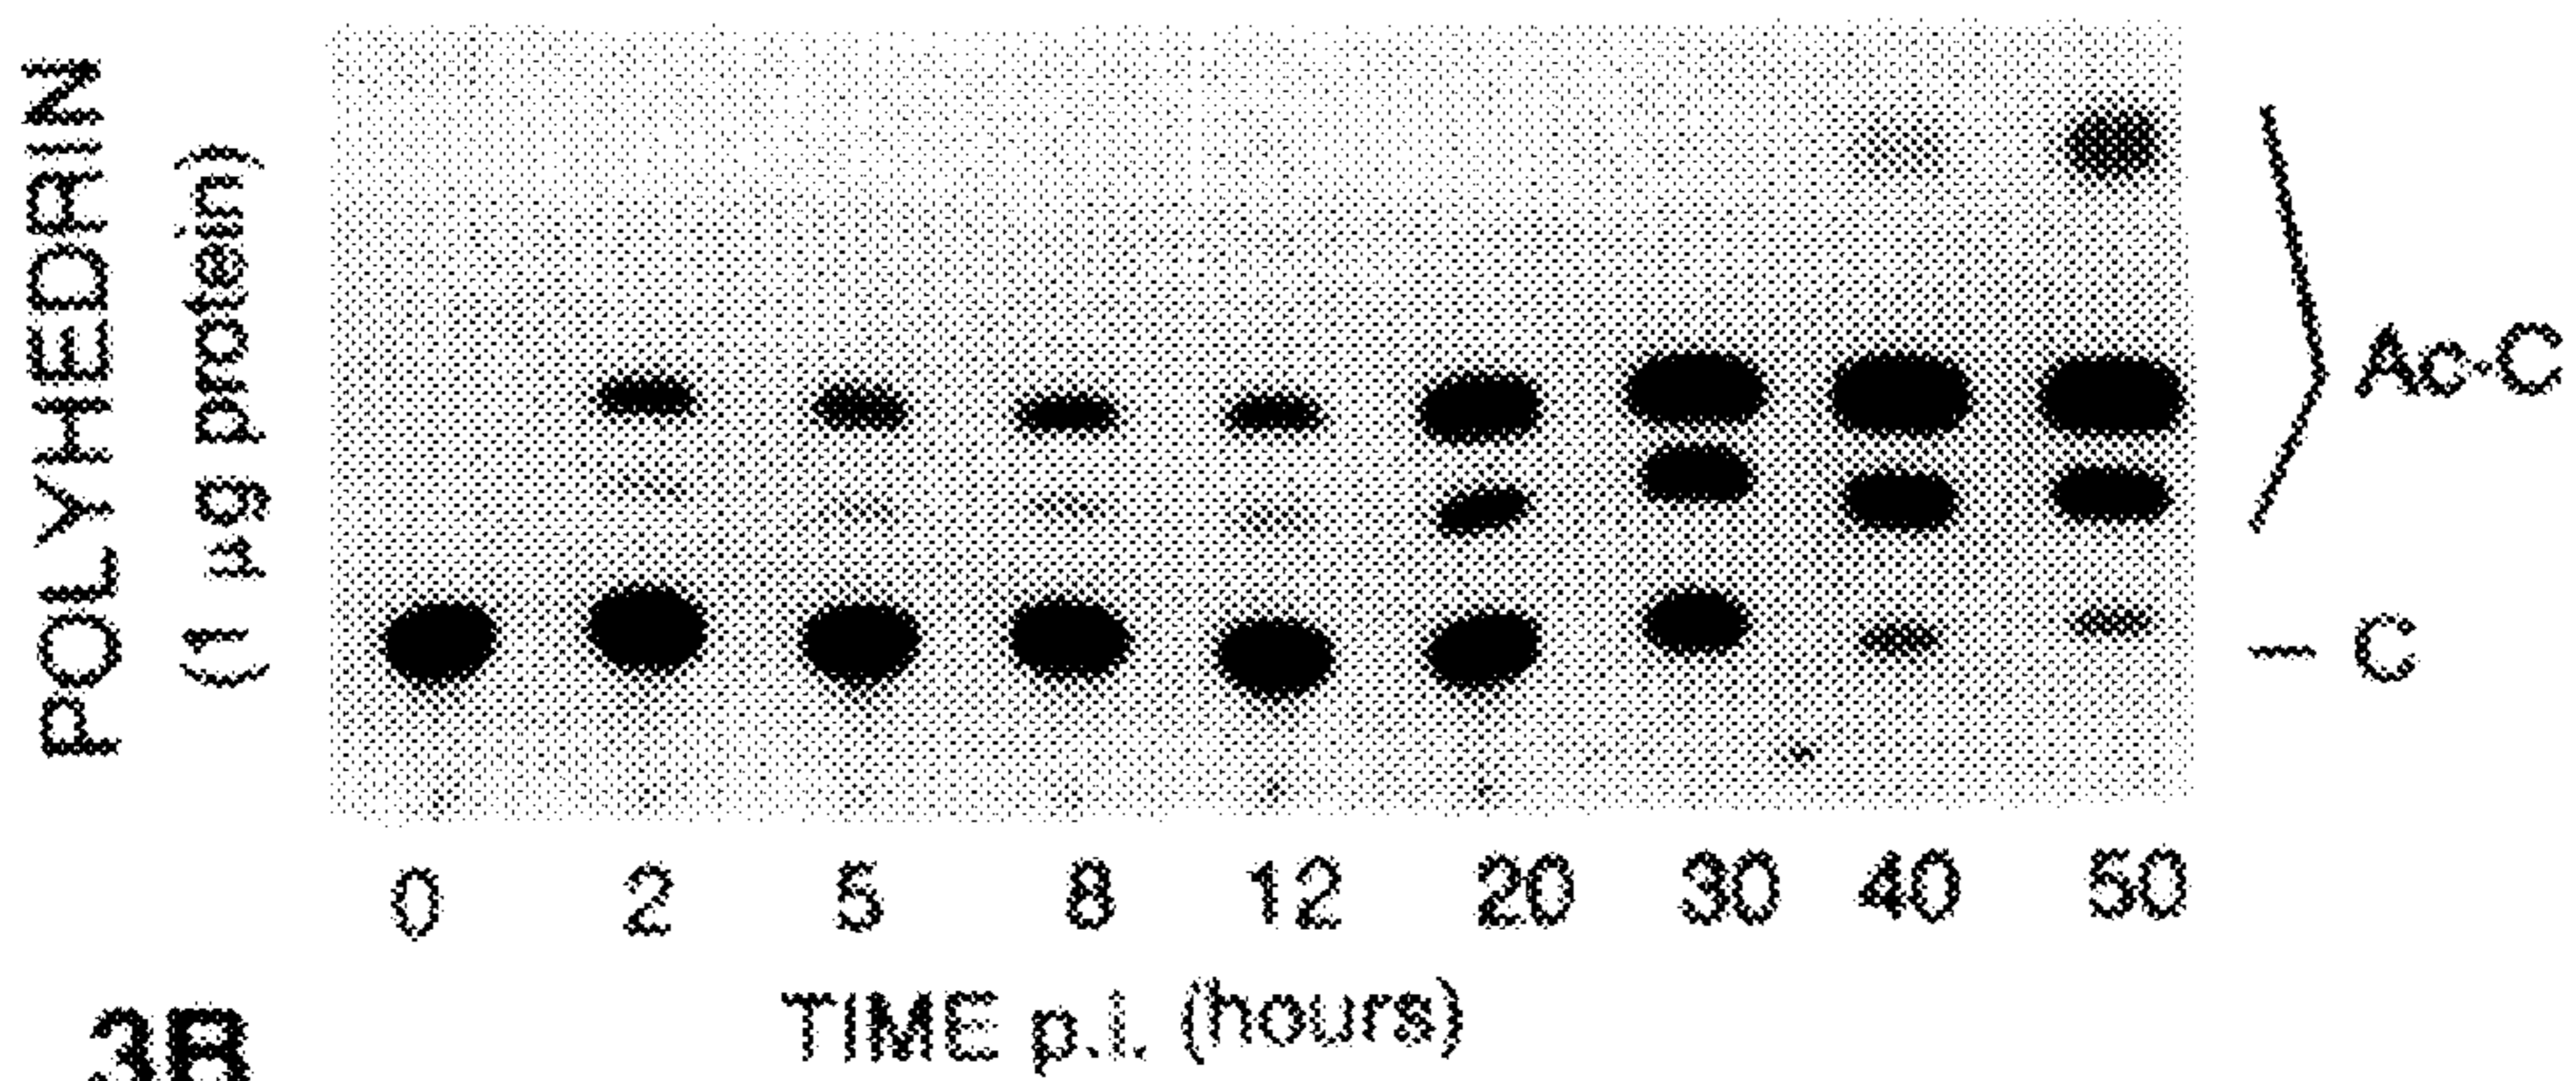 POLYHEDRIN
(1 µg protein)
Ac-C
— C
0 2 5 8 12 20 30 40 50
TIME p.i. (hours)
3B